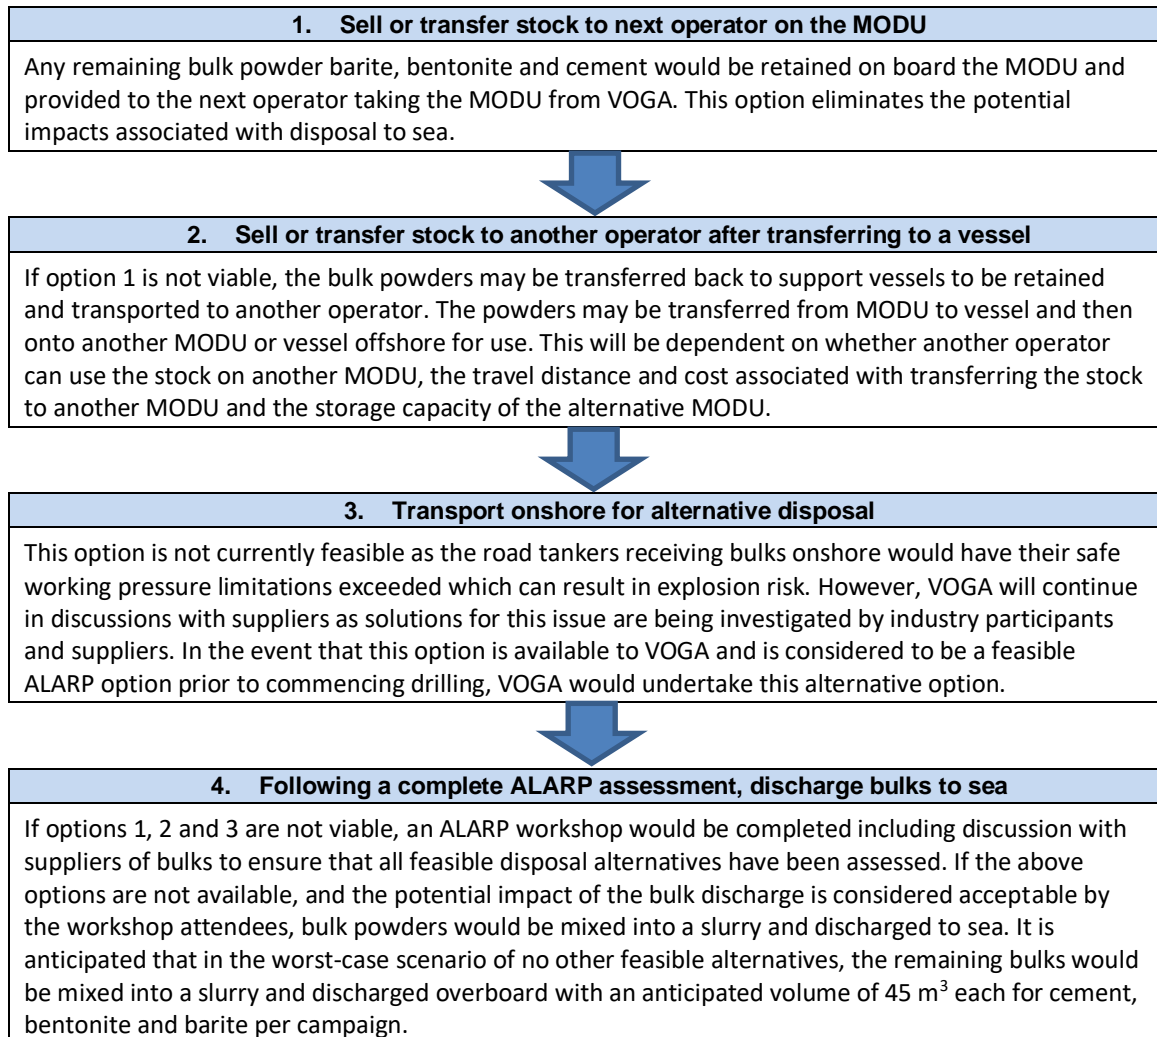 1. Sell or transfer stock to next operator on the MODU
Any remaining bulk powder barite, bentonite and cement would be retained on board the MODU and
provided to the next operator taking the MODU from VOGA. This option eliminates the potential
impacts associated with disposal to sea.
2. Sell or transfer stock to another operator after transferring to a vessel
If option 1 is not viable, the bulk powders may be transferred back to support vessels to be retained
and transported to another operator. The powders may be transferred from MODU to vessel and then
onto another MODU or vessel offshore for use. This will be dependent on whether another operator
can use the stock on another MODU, the travel distance and cost associated with transferring the stock
to another MODU and the storage capacity of the alternative MODU.
3. Transport onshore for alternative disposal
This option is not currently feasible as the road tankers receiving bulks onshore would have their safe
working pressure limitations exceeded which can result in explosion risk. However, VOGA will continue
in discussions with suppliers as solutions for this issue are being investigated by industry participants
and suppliers. In the event that this option is available to VOGA and is considered to be a feasible
ALARP option prior to commencing drilling, VOGA would undertake this alternative option.
4. Following a complete ALARP assessment, discharge bulks to sea
If options 1, 2 and 3 are not viable, an ALARP workshop would be completed including discussion with
suppliers of bulks to ensure that all feasible disposal alternatives have been assessed. If the above
options are not available, and the potential impact of the bulk discharge is considered acceptable by
the workshop attendees, bulk powders would be mixed into a slurry and discharged to sea. It is
anticipated that in the worst-case scenario of no other feasible alternatives, the remaining bulks would
be mixed into a slurry and discharged overboard with an anticipated volume of 45 m³ each for cement,
bentonite and barite per campaign.